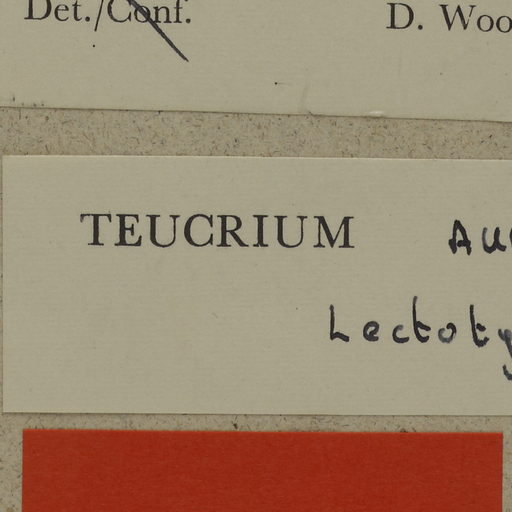 Det./Conf. D. Woo
TEUCRIUM Au
Lectoty